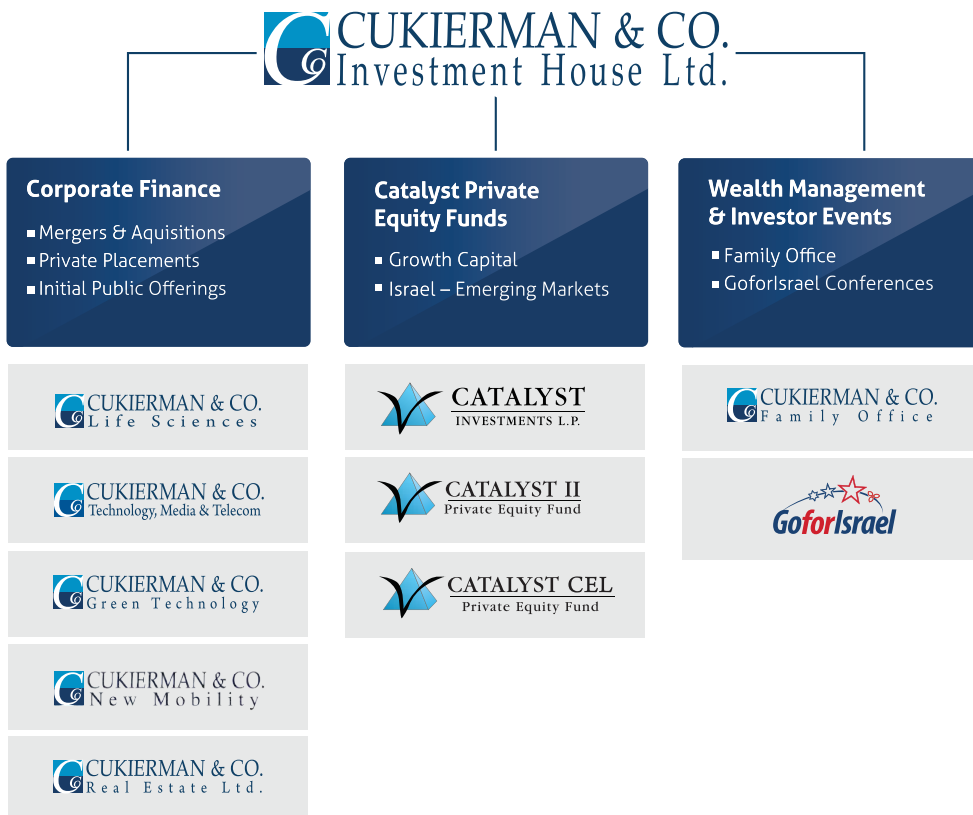 CUKIERMAN & CO.
Investment House Ltd.
Corporate Finance
Mergers & Aquisitions
Private Placements
Initial Public Offerings
Catalyst Private
Equity Funds
Growth Capital
Israel – Emerging Markets
Wealth Management
& Investor Events
Family Office
GoforIsrael Conferences
CUKIERMAN & CO.
Life Sciences
CUKIERMAN & CO.
Technology, Media & Telecom
CUKIERMAN & CO.
Green Technology
CUKIERMAN & CO.
New Mobility
CUKIERMAN & CO.
Real Estate Ltd.
CATALYST
INVESTMENTS L.P.
CATALYST II
Private Equity Fund
CATALYST CEL
Private Equity Fund
CUKIERMAN & CO.
Family Office
GoforIsrael